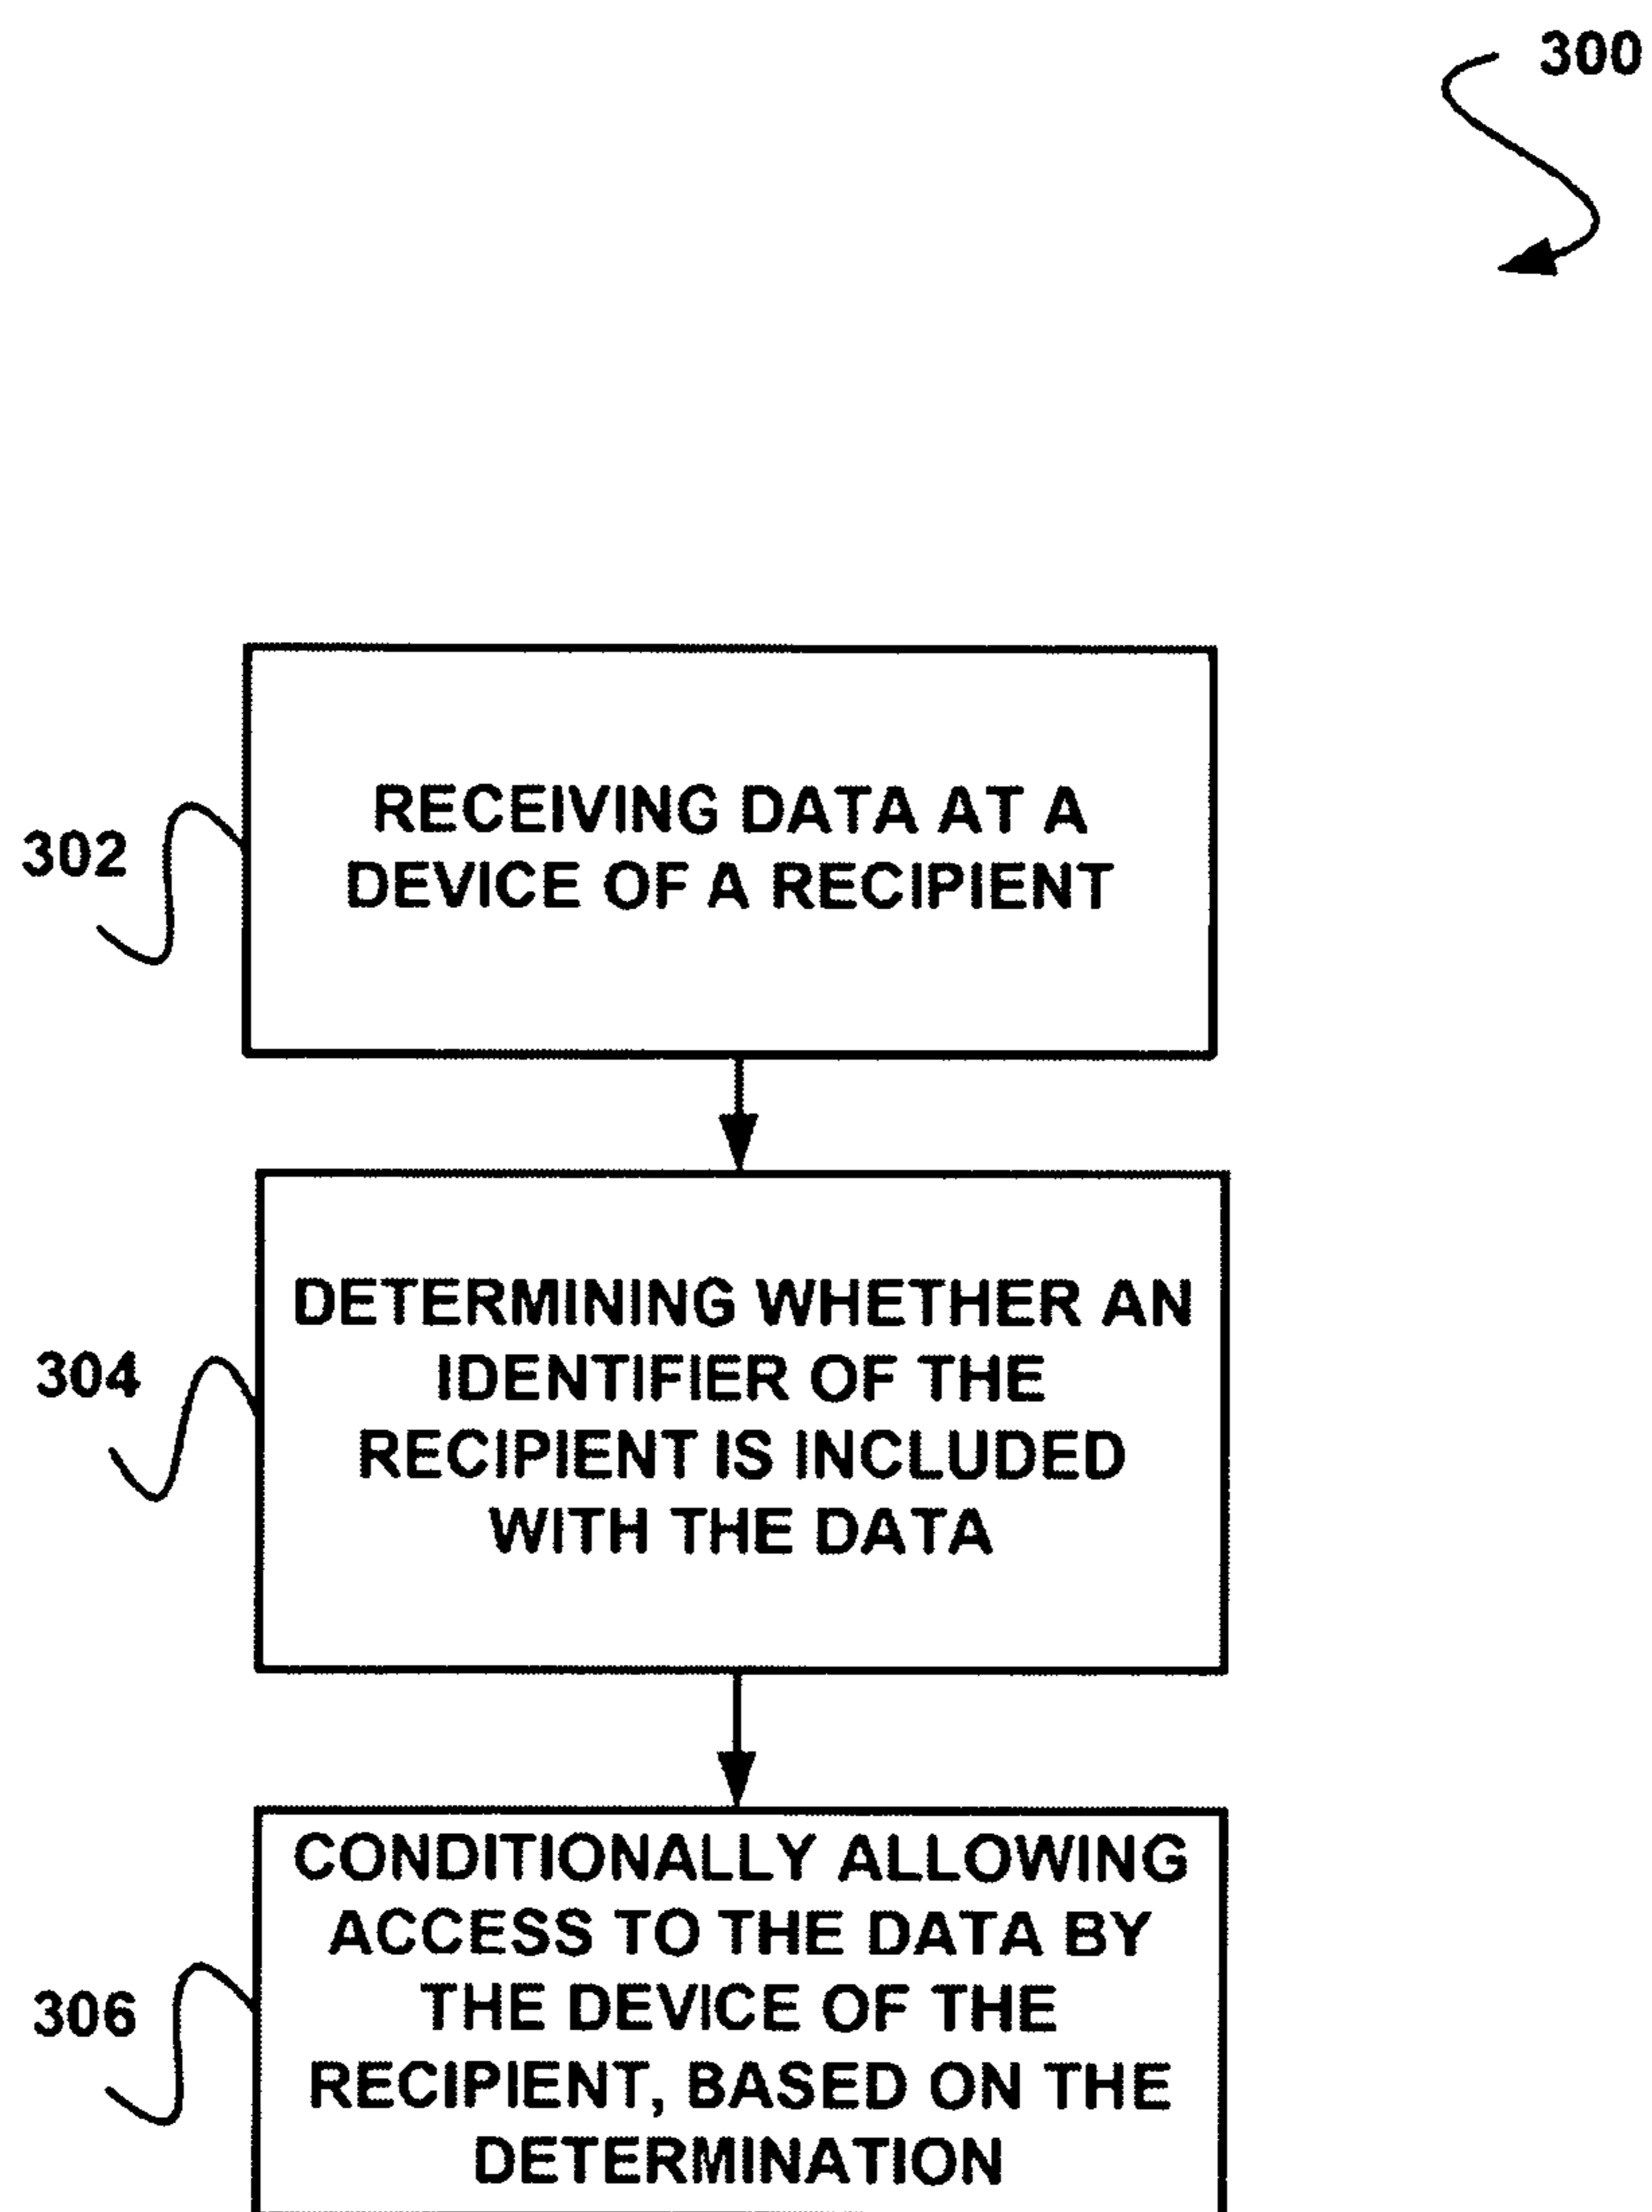 300
302
RECEIVING DATA AT A
DEVICE OF A RECIPIENT
304
DETERMINING WHETHER AN
IDENTIFIER OF THE
RECIPIENT IS INCLUDED
WITH THE DATA
306
CONDITIONALLY ALLOWING
ACCESS TO THE DATA BY
THE DEVICE OF THE
RECIPIENT, BASED ON THE
DETERMINATION